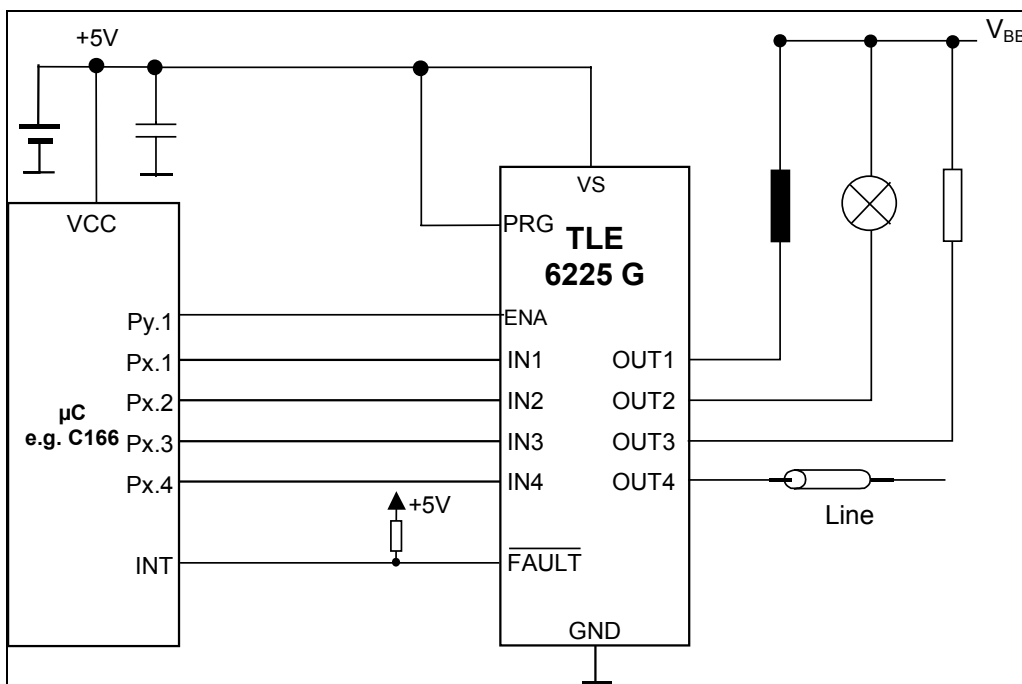 +5V
V_BB
VCC
VS
PRG
TLE
6225 G
Py.1
ENA
Px.1
IN1
OUT1
Px.2
IN2
OUT2
µC
e.g. C166
Px.3
IN3
OUT3
Px.4
IN4
OUT4
+5V
Line
INT
FAULT
GND